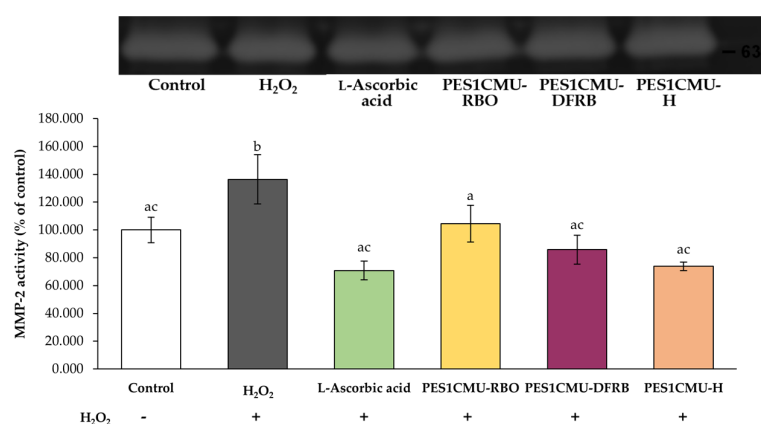 – 63
Control H₂O₂ L-Ascorbic acid PES1CMU-RBO PES1CMU-DFRB PES1CMU-H
MMP-2 activity (% of control)
180.000
160.000
140.000
120.000
100.000
80.000
60.000
40.000
20.000
0.000
ac b ac a ac ac
Control H₂O₂ L-Ascorbic acid PES1CMU-RBO PES1CMU-DFRB PES1CMU-H
H₂O₂ - + + + + +